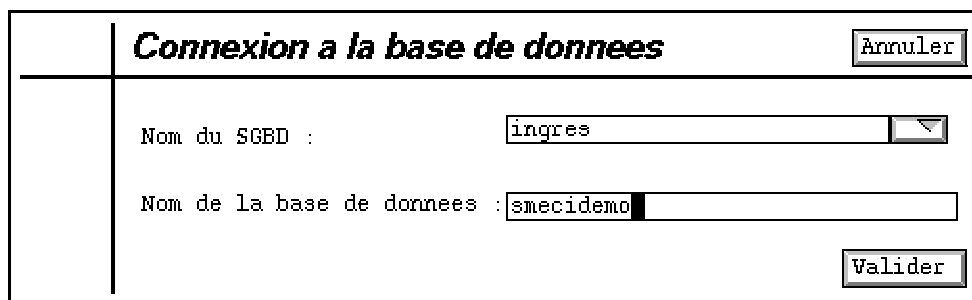 Connexion a la base de donnees Annuler
Nom du SGBD : ingres
Nom de la base de donnees : smecidemo
Valider